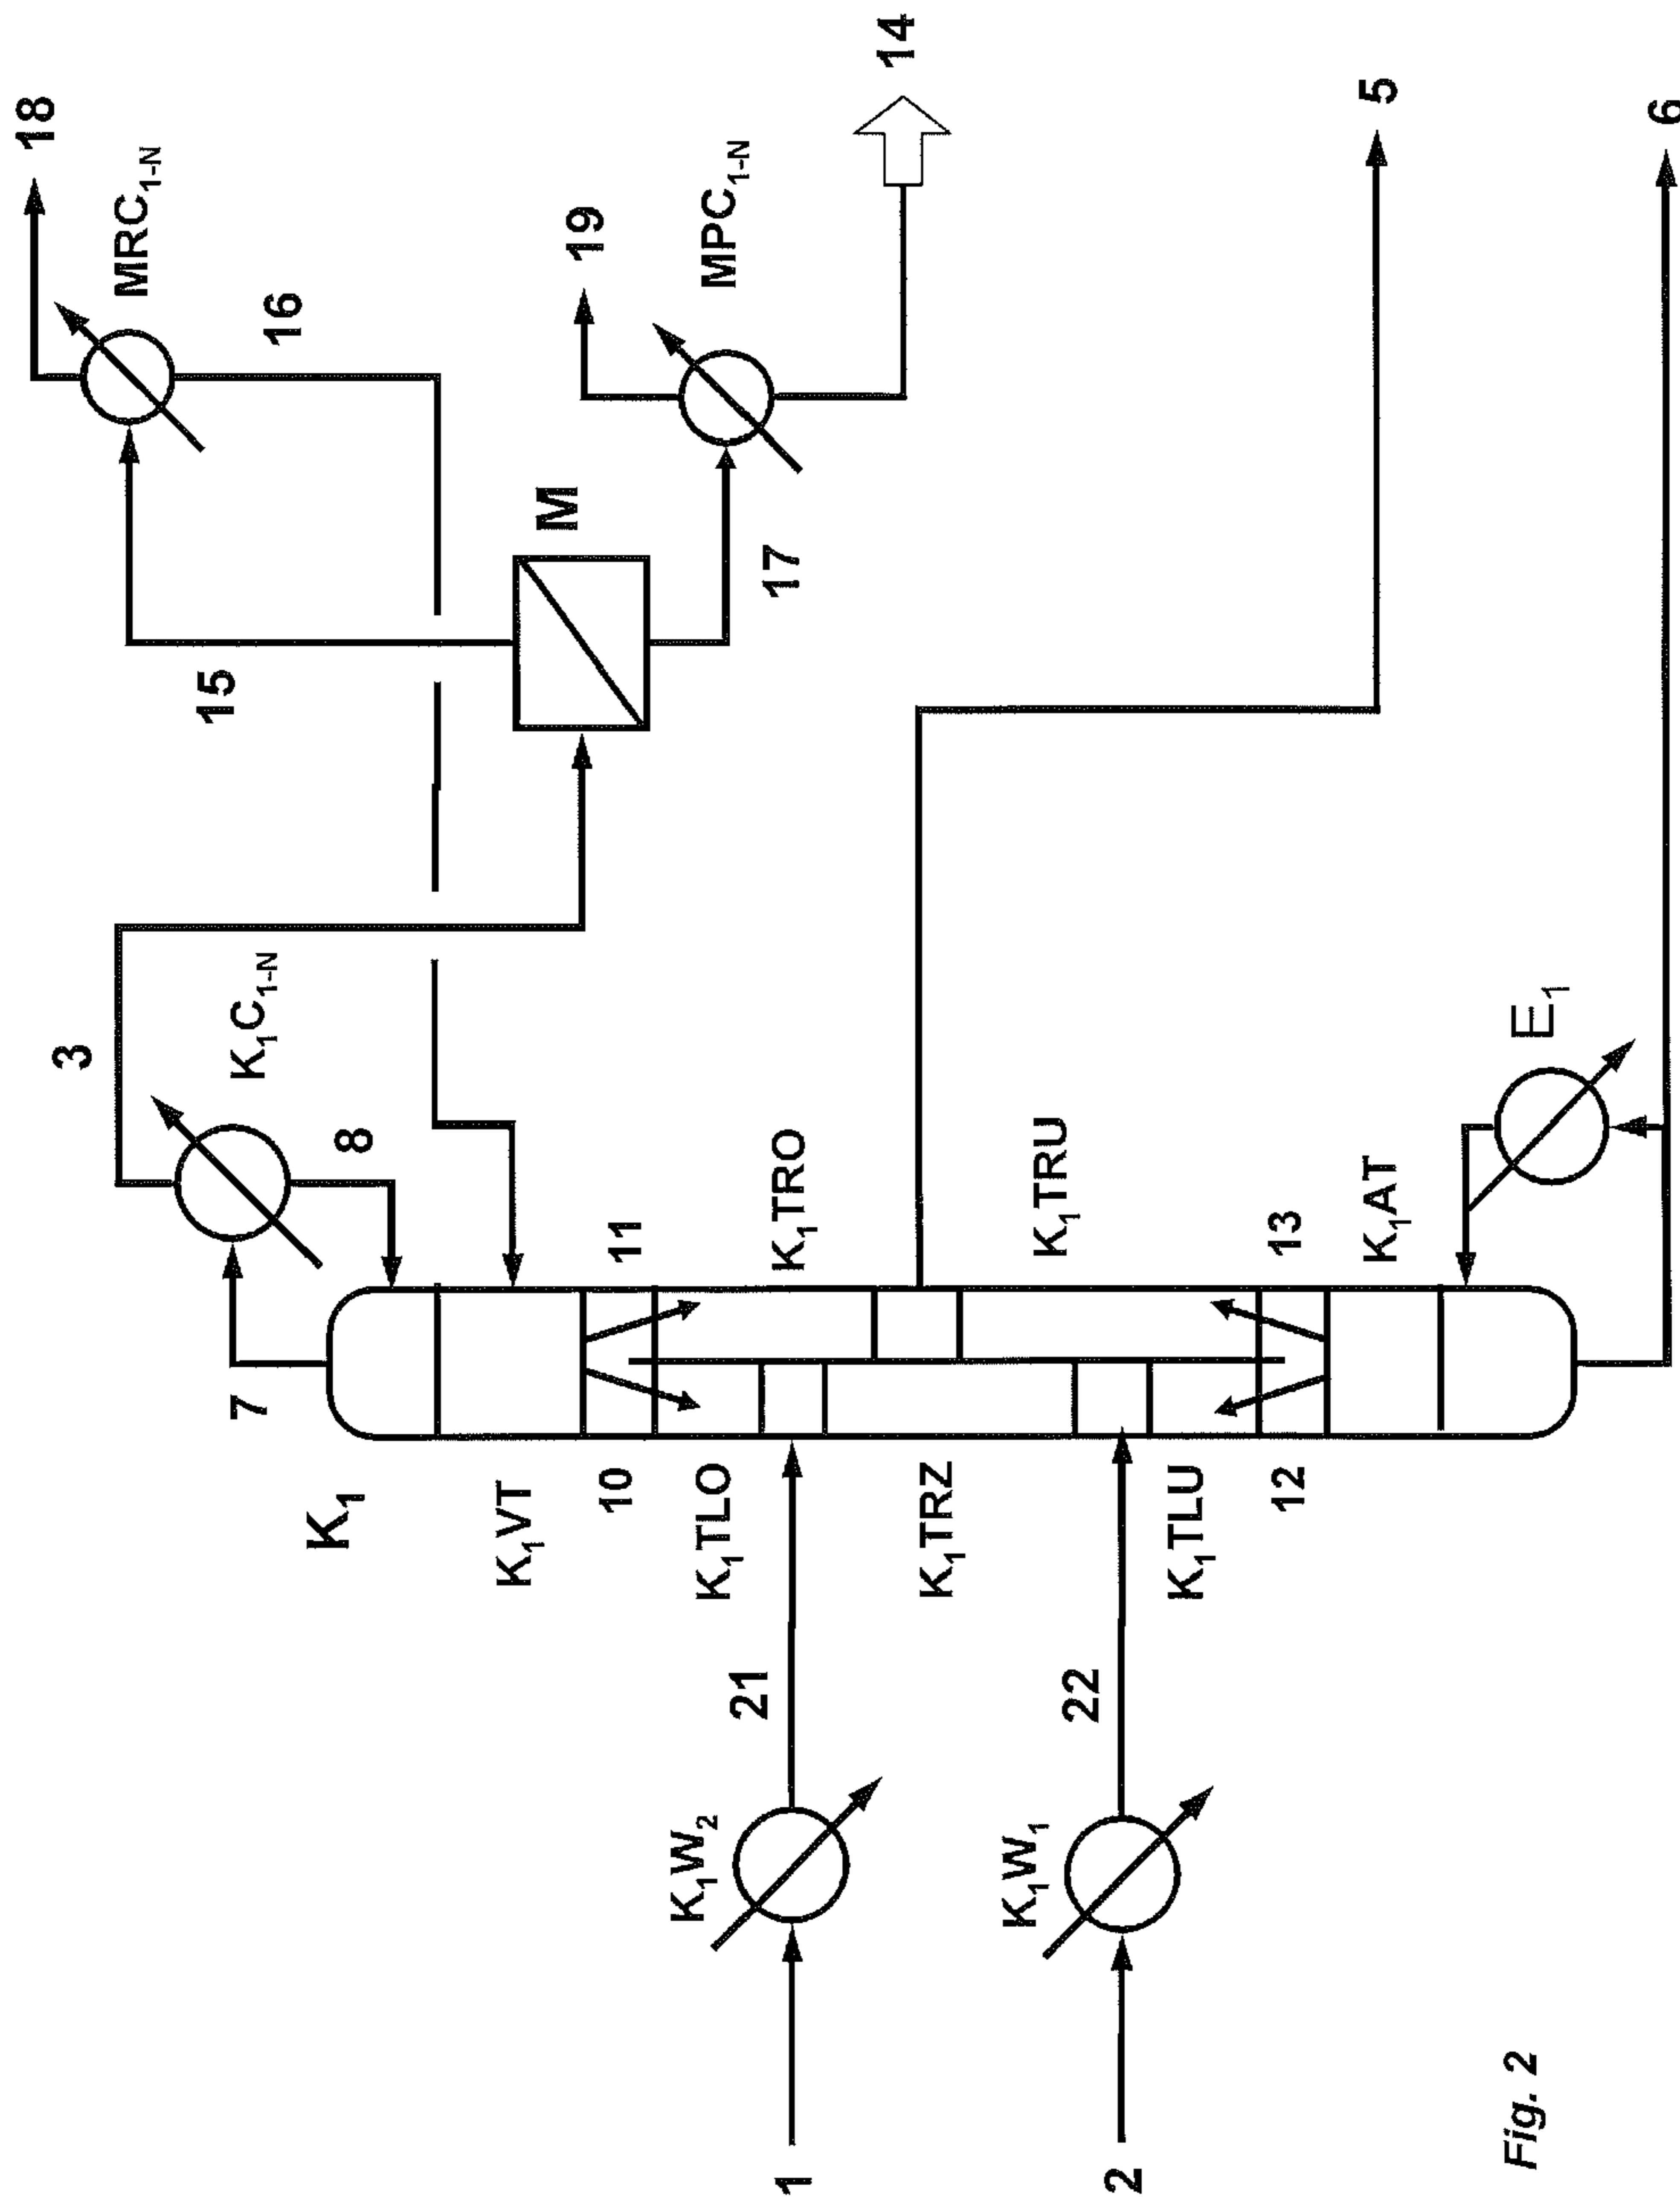 18
MRC1-N
16
15
3
K1C1-N
7
8
K1
K1VT
10
11
K1TLO
K1TRO
M
19
MPC1-N
17
14
K1W2
1
21
K1TRZ
5
K1W1
2
22
K1TLU
K1TRU
12
13
K1AT
E1
6
Fig. 2